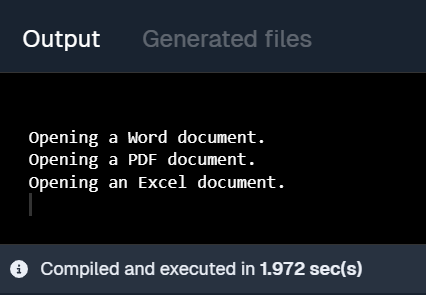 Output Generated files
Opening a Word document.
Opening a PDF document.
Opening an Excel document.
Compiled and executed in 1.972 sec(s)